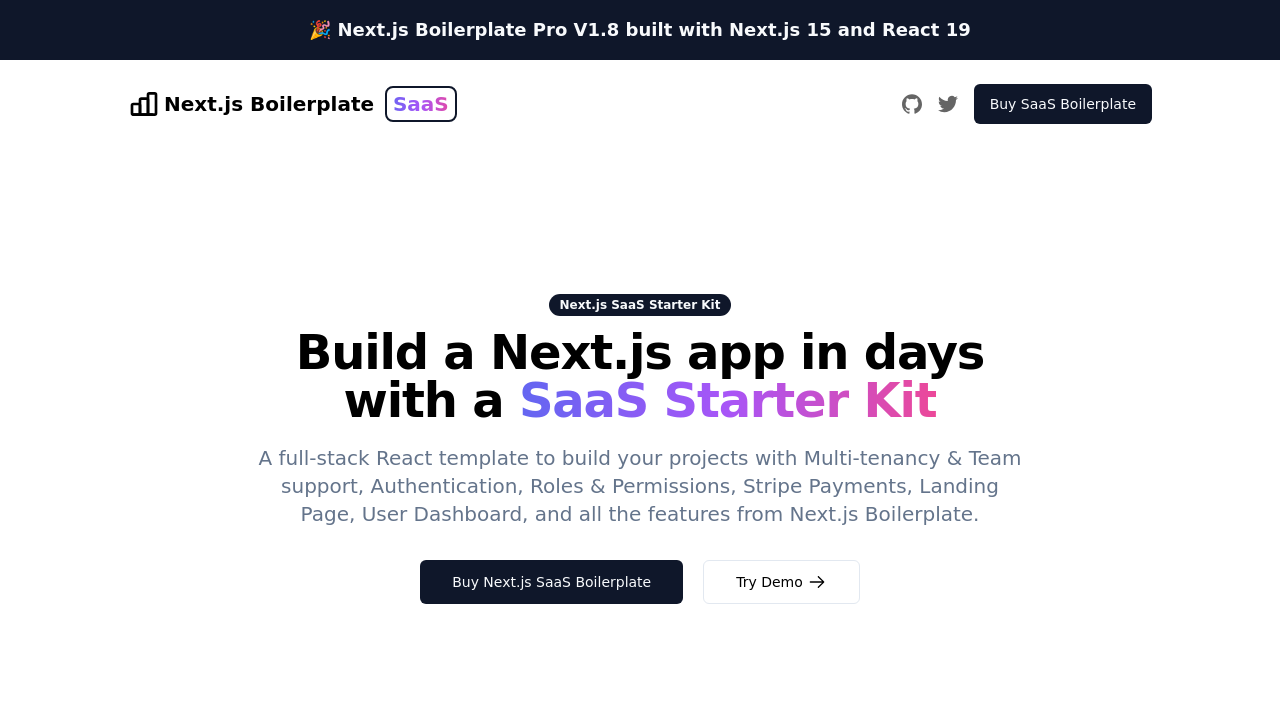 🎉 Next.js Boilerplate Pro V1.8 built with Next.js 15 and React 19
Next.js Boilerplate SaaS
Buy SaaS Boilerplate
Next.js SaaS Starter Kit
Build a Next.js app in days
with a SaaS Starter Kit
A full-stack React template to build your projects with Multi-tenancy & Team
support, Authentication, Roles & Permissions, Stripe Payments, Landing
Page, User Dashboard, and all the features from Next.js Boilerplate.
Buy Next.js SaaS Boilerplate
Try Demo